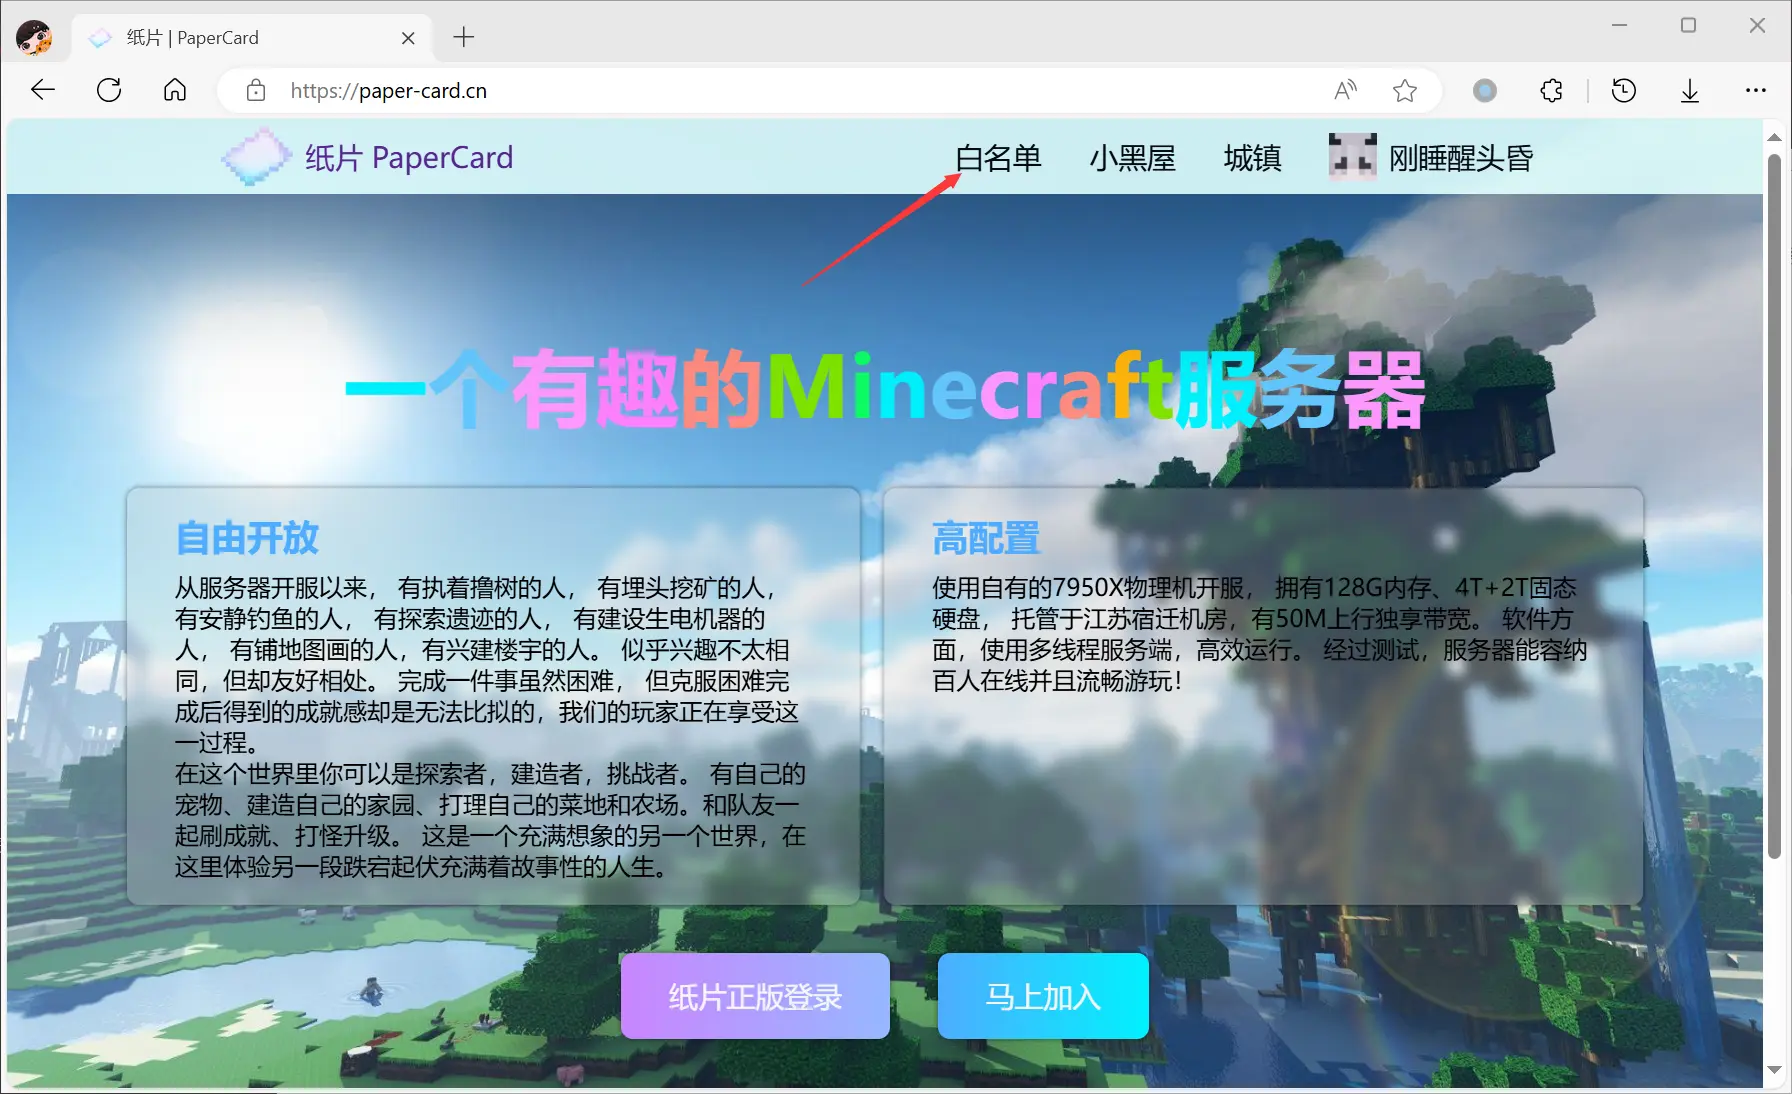 纸片 | PaperCard
https://paper-card.cn
纸片 PaperCard
白名单
小黑屋
城镇
刚睡醒头昏
一个有趣的Minecraft服务器
自由开放
从服务器开服以来， 有执着撸树的人， 有埋头挖矿的人，
有安静钓鱼的人， 有探索遗迹的人， 有建设生电机器的
人， 有铺地图画的人，有兴建楼宇的人。 似乎兴趣不太相
同，但却友好相处。 完成一件事虽然困难， 但克服困难完
成后得到的成就感却是无法比拟的，我们的玩家正在享受这
一过程。
在这个世界里你可以是探索者，建造者，挑战者。 有自己的
宠物、建造自己的家园、打理自己的菜地和农场。和队友一
起刷成就、打怪升级。 这是一个充满想象的另一个世界，在
这里体验另一段跌宕起伏充满着故事性的人生。
高配置
使用自有的7950X物理机开服， 拥有128G内存、4T+2T固态
硬盘， 托管于江苏宿迁机房，有50M上行独享带宽。 软件方
面，使用多线程服务端，高效运行。 经过测试，服务器能容纳
百人在线并且流畅游玩！
纸片正版登录
马上加入